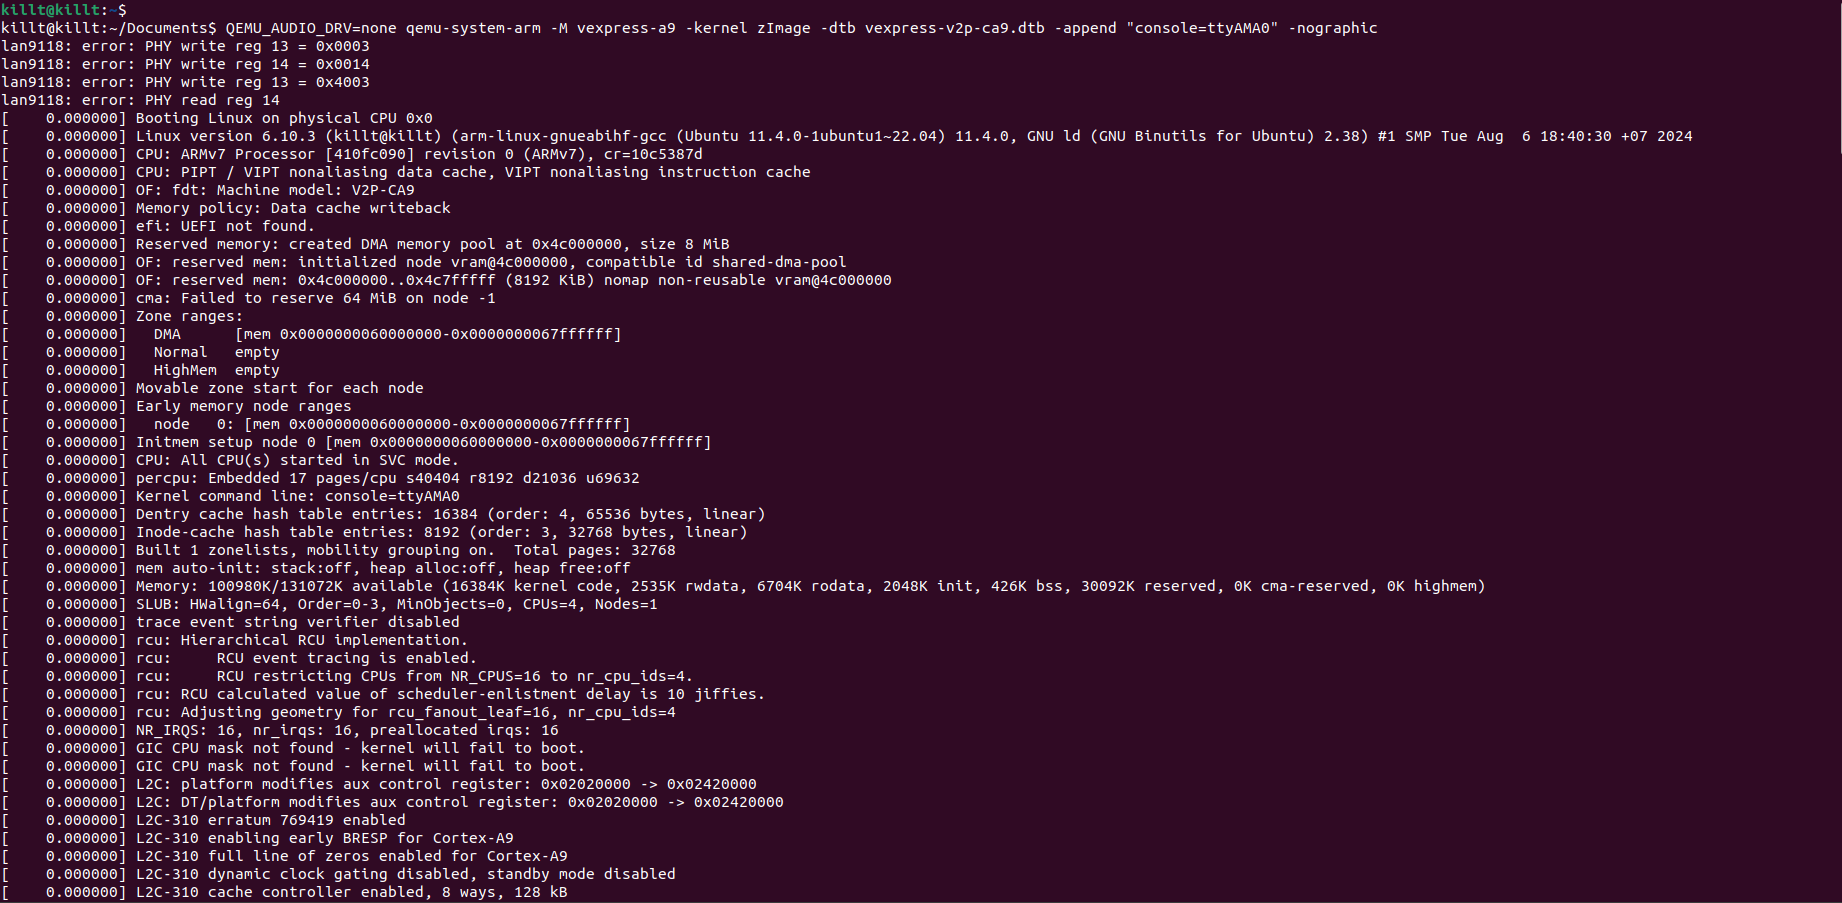 killt@killt:~$
killt@killt:~/Documents$ QEMU_AUDIO_DRV=none qemu-system-arm -M vexpress-a9 -kernel zImage -dtb vexpress-v2p-ca9.dtb -append "console=ttyAMA0" -nographic
lan9118: error: PHY write reg 13 = 0x0003
lan9118: error: PHY write reg 14 = 0x0014
lan9118: error: PHY write reg 13 = 0x4003
lan9118: error: PHY read reg 14
[    0.000000] Booting Linux on physical CPU 0x0
[    0.000000] Linux version 6.10.3 (killt@killt) (arm-linux-gnueabihf-gcc (Ubuntu 11.4.0-1ubuntu1~22.04) 11.4.0, GNU ld (GNU Binutils for Ubuntu) 2.38) #1 SMP Tue Aug  6 18:40:30 +07 2024
[    0.000000] CPU: ARMv7 Processor [410fc090] revision 0 (ARMv7), cr=10c5387d
[    0.000000] CPU: PIPT / VIPT nonaliasing data cache, VIPT nonaliasing instruction cache
[    0.000000] OF: fdt: Machine model: V2P-CA9
[    0.000000] Memory policy: Data cache writeback
[    0.000000] efi: UEFI not found.
[    0.000000] Reserved memory: created DMA memory pool at 0x4c000000, size 8 MiB
[    0.000000] OF: reserved mem: initialized node vram@4c000000, compatible id shared-dma-pool
[    0.000000] OF: reserved mem: 0x4c000000..0x4c7fffff (8192 KiB) nomap non-reusable vram@4c000000
[    0.000000] cma: Failed to reserve 64 MiB on node -1
[    0.000000] Zone ranges:
[    0.000000]   DMA      [mem 0x0000000060000000-0x0000000067ffffff]
[    0.000000]   Normal   empty
[    0.000000]   HighMem  empty
[    0.000000] Movable zone start for each node
[    0.000000] Early memory node ranges
[    0.000000]   node   0: [mem 0x0000000060000000-0x0000000067ffffff]
[    0.000000] Initmem setup node 0 [mem 0x0000000060000000-0x0000000067ffffff]
[    0.000000] CPU: All CPU(s) started in SVC mode.
[    0.000000] percpu: Embedded 17 pages/cpu s40404 r8192 d21036 u69632
[    0.000000] Kernel command line: console=ttyAMA0
[    0.000000] Dentry cache hash table entries: 16384 (order: 4, 65536 bytes, linear)
[    0.000000] Inode-cache hash table entries: 8192 (order: 3, 32768 bytes, linear)
[    0.000000] Built 1 zonelists, mobility grouping on.  Total pages: 32768
[    0.000000] mem auto-init: stack:off, heap alloc:off, heap free:off
[    0.000000] Memory: 100980K/131072K available (16384K kernel code, 2535K rwdata, 6704K rodata, 2048K init, 426K bss, 30092K reserved, 0K cma-reserved, 0K highmem)
[    0.000000] SLUB: HWalign=64, Order=0-3, MinObjects=0, CPUs=4, Nodes=1
[    0.000000] trace event string verifier disabled
[    0.000000] rcu: Hierarchical RCU implementation.
[    0.000000] rcu:     RCU event tracing is enabled.
[    0.000000] rcu:     RCU restricting CPUs from NR_CPUS=16 to nr_cpu_ids=4.
[    0.000000] rcu: RCU calculated value of scheduler-enlistment delay is 10 jiffies.
[    0.000000] rcu: Adjusting geometry for rcu_fanout_leaf=16, nr_cpu_ids=4
[    0.000000] NR_IRQS: 16, nr_irqs: 16, preallocated irqs: 16
[    0.000000] GIC CPU mask not found - kernel will fail to boot.
[    0.000000] GIC CPU mask not found - kernel will fail to boot.
[    0.000000] L2C: platform modifies aux control register: 0x02020000 -> 0x02420000
[    0.000000] L2C: DT/platform modifies aux control register: 0x02020000 -> 0x02420000
[    0.000000] L2C-310 erratum 769419 enabled
[    0.000000] L2C-310 enabling early BRESP for Cortex-A9
[    0.000000] L2C-310 full line of zeros enabled for Cortex-A9
[    0.000000] L2C-310 dynamic clock gating disabled, standby mode disabled
[    0.000000] L2C-310 cache controller enabled, 8 ways, 128 kB